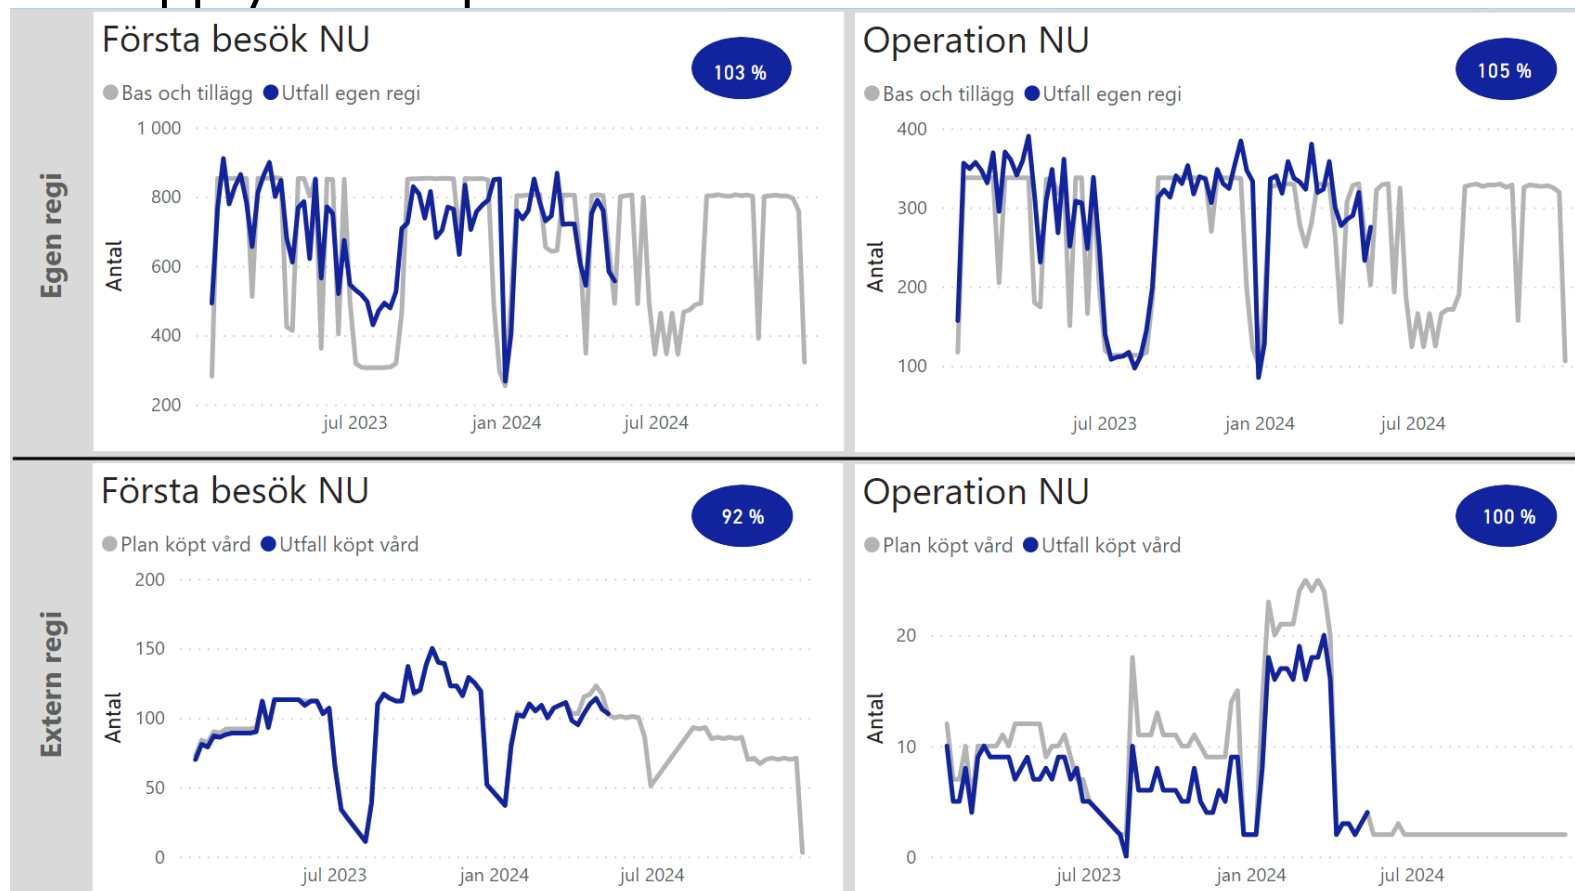 Första besök NU
103 %
Bas och tillägg Utfall egen regi
1 000
800
600
400
200
Antal
jul 2023 jan 2024 jul 2024
Operation NU
105 %
Bas och tillägg Utfall egen regi
400
300
200
100
Antal
jul 2023 jan 2024 jul 2024
Egen regi
Första besök NU
92 %
Plan köpt vård Utfall köpt vård
200
150
100
50
0
Antal
jul 2023 jan 2024 jul 2024
Operation NU
100 %
Plan köpt vård Utfall köpt vård
20
10
0
Antal
jul 2023 jan 2024 jul 2024
Extern regi